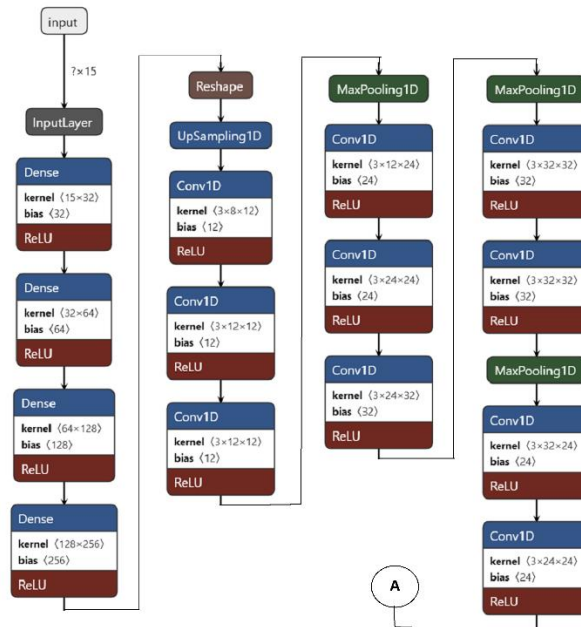 input
?×15
InputLayer
Dense
kernel ⟨15×32⟩
bias ⟨32⟩
ReLU
Dense
kernel ⟨32×64⟩
bias ⟨64⟩
ReLU
Dense
kernel ⟨64×128⟩
bias ⟨128⟩
ReLU
Dense
kernel ⟨128×256⟩
bias ⟨256⟩
ReLU
Reshape
UpSampling1D
Conv1D
kernel ⟨3×8×12⟩
bias ⟨12⟩
ReLU
Conv1D
kernel ⟨3×12×12⟩
bias ⟨12⟩
ReLU
Conv1D
kernel ⟨3×12×12⟩
bias ⟨12⟩
ReLU
MaxPooling1D
Conv1D
kernel ⟨3×12×24⟩
bias ⟨24⟩
ReLU
Conv1D
kernel ⟨3×24×24⟩
bias ⟨24⟩
ReLU
Conv1D
kernel ⟨3×24×32⟩
bias ⟨32⟩
ReLU
MaxPooling1D
Conv1D
kernel ⟨3×32×32⟩
bias ⟨32⟩
ReLU
Conv1D
kernel ⟨3×32×32⟩
bias ⟨32⟩
ReLU
MaxPooling1D
Conv1D
kernel ⟨3×32×24⟩
bias ⟨24⟩
ReLU
Conv1D
kernel ⟨3×24×24⟩
bias ⟨24⟩
ReLU
A